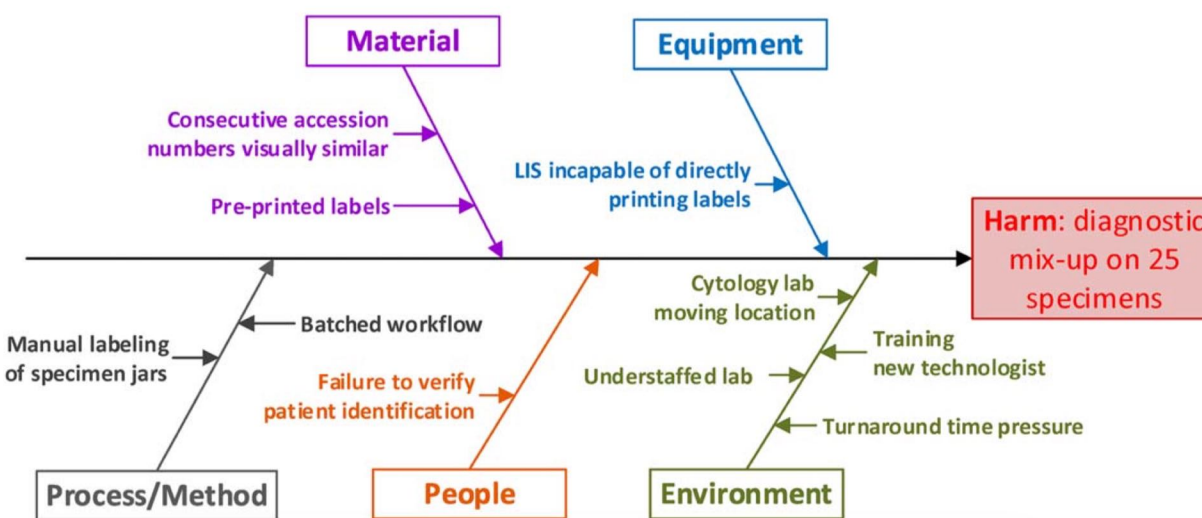 Material
Equipment
Consecutive accession
numbers visually similar
LIS incapable of directly
printing labels
Pre-printed labels
Harm: diagnostic
mix-up on 25
specimens
Cytology lab
moving location
Batched workflow
Manual labeling
of specimen jars
Training
new technologist
Failure to verify
patient identification
Understaffed lab
Turnaround time pressure
Process/Method
People
Environment